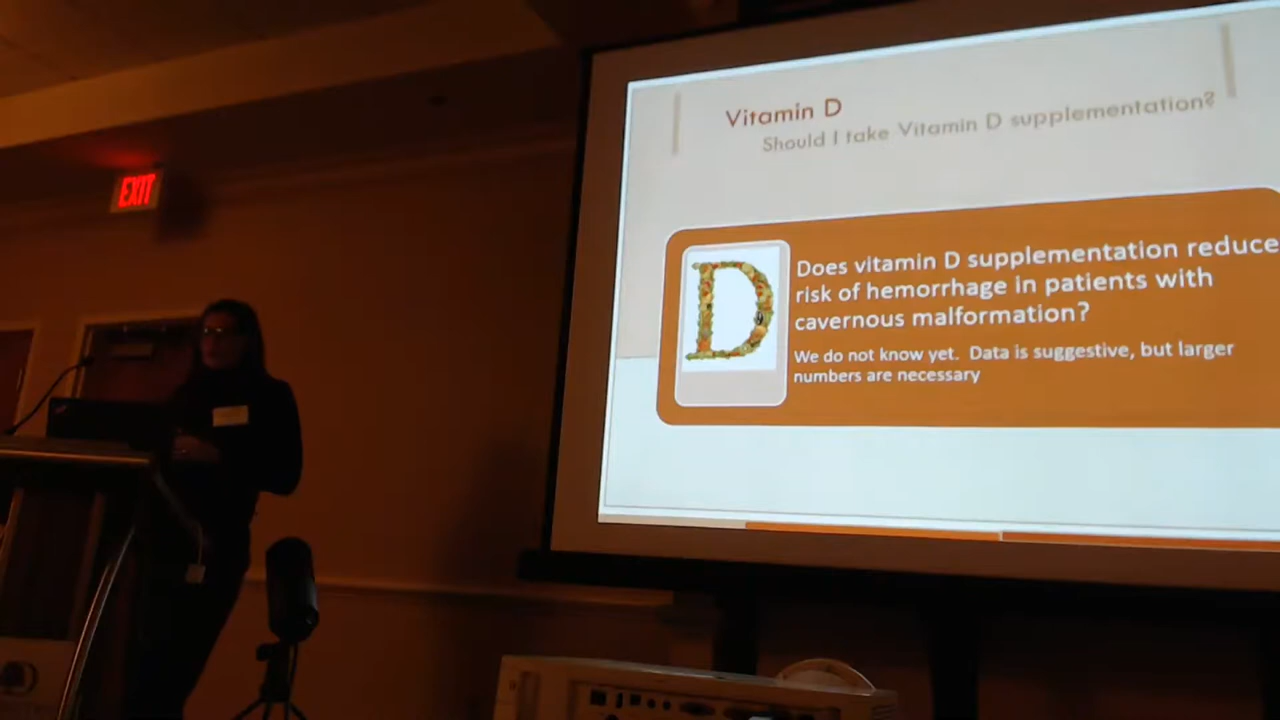 Vitamin D
Should I take Vitamin D supplementation?
EXIT
D
Does vitamin D supplementation reduce
risk of hemorrhage in patients with
cavernous malformation?
We do not know yet. Data is suggestive, but larger
numbers are necessary